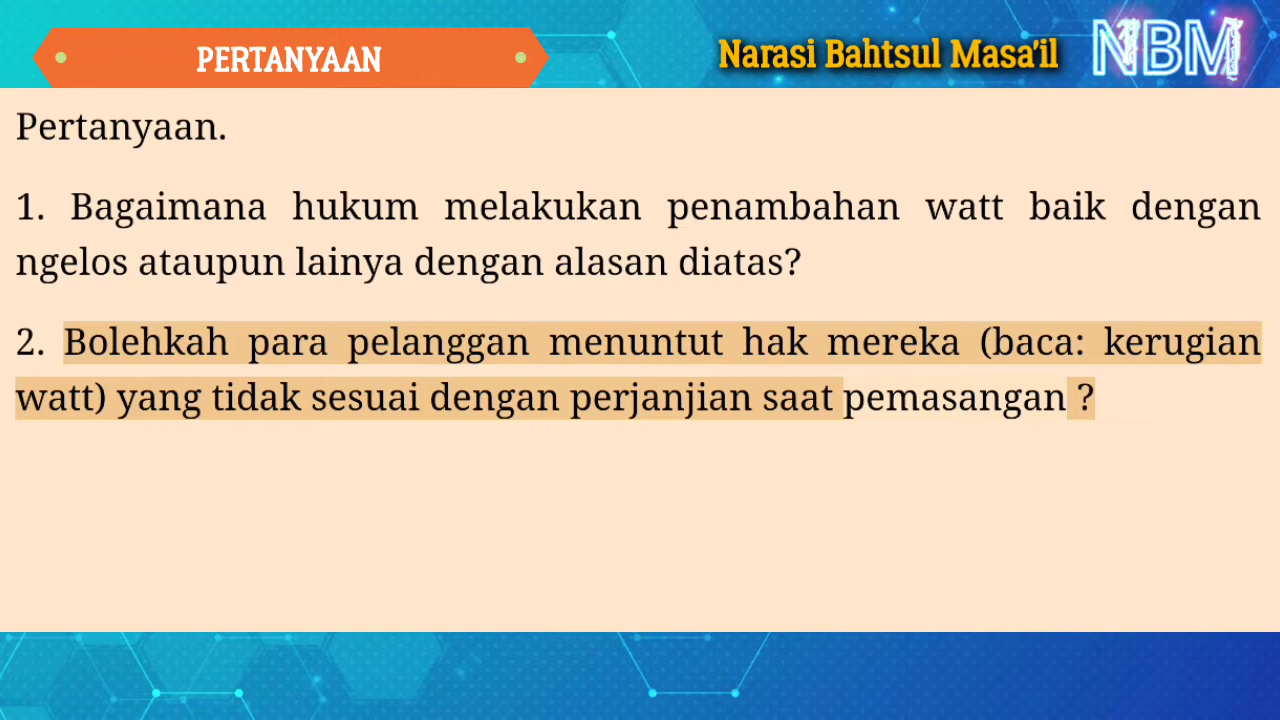 PERTANYAAN
Narasi Bahtsul Masa'il
NBM
Pertanyaan.
1. Bagaimana hukum melakukan penambahan watt baik dengan
ngelos ataupun lainya dengan alasan diatas?
2. Bolehkah para pelanggan menuntut hak mereka (baca: kerugian
watt) yang tidak sesuai dengan perjanjian saat pemasangan ?